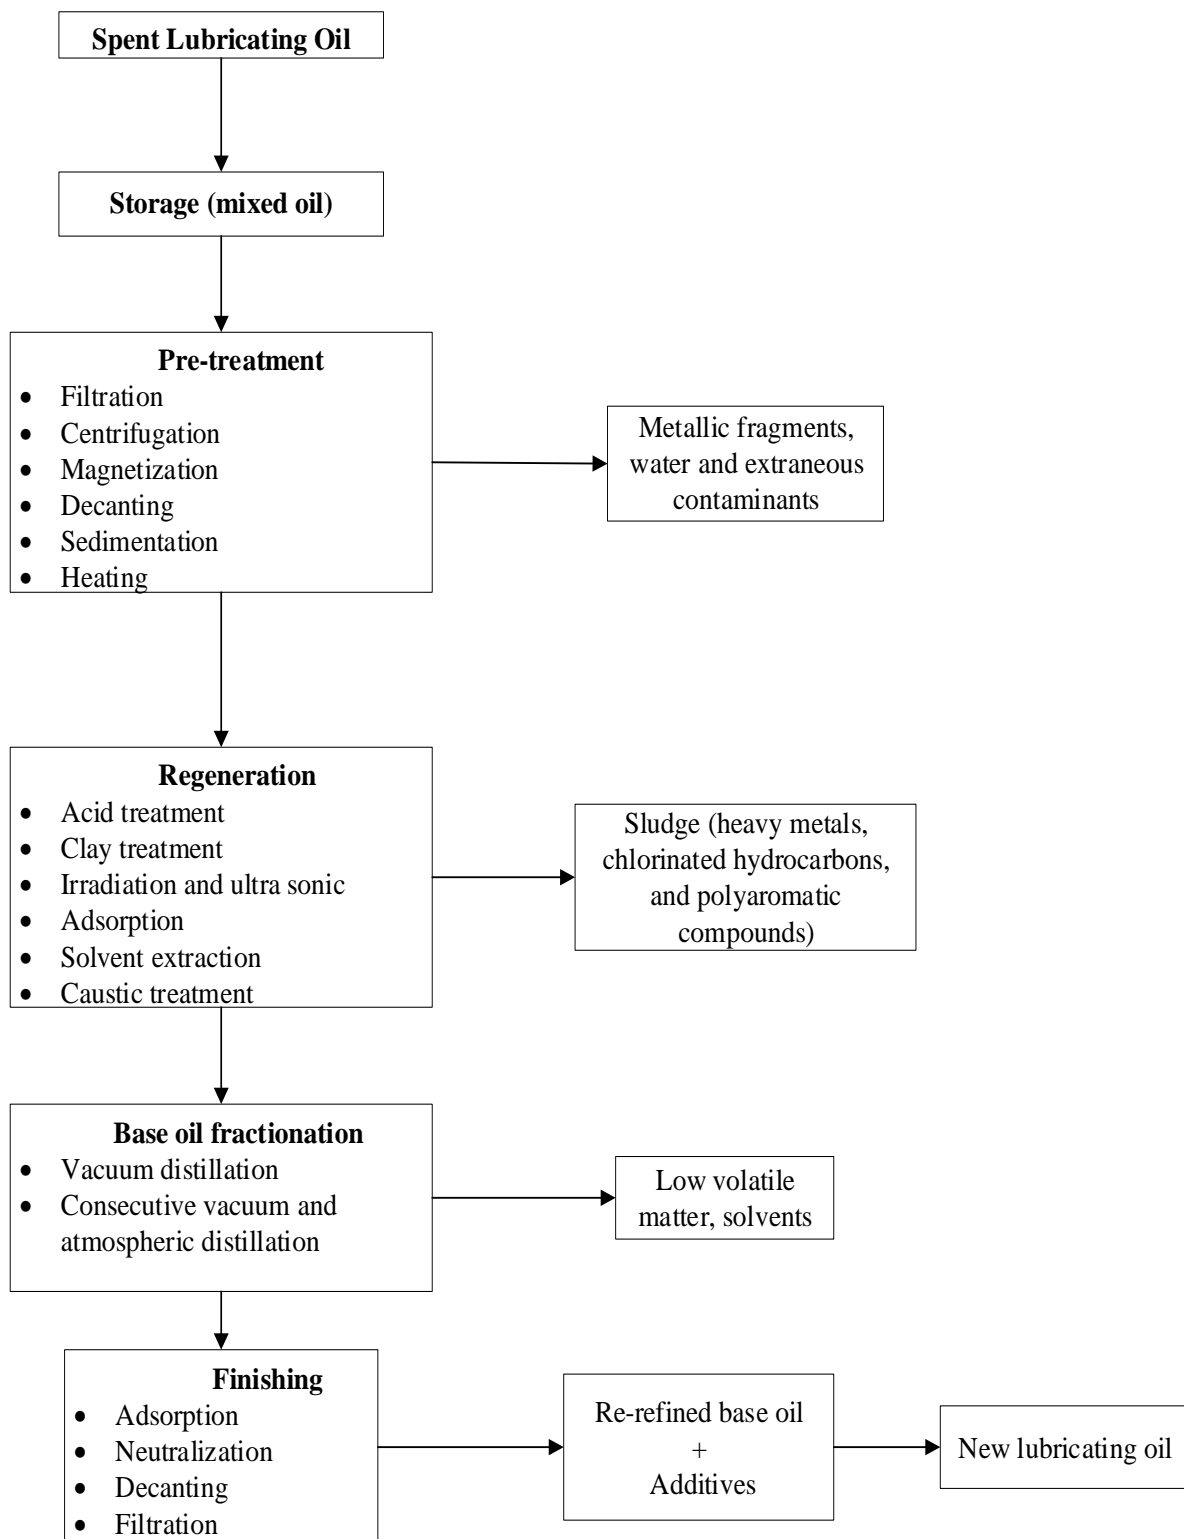 Spent Lubricating Oil
Storage (mixed oil)
Pre-treatment
• Filtration
• Centrifugation
• Magnetization
• Decanting
• Sedimentation
• Heating
Metallic fragments,
water and extraneous
contaminants
Regeneration
• Acid treatment
• Clay treatment
• Irradiation and ultra sonic
• Adsorption
• Solvent extraction
• Caustic treatment
Sludge (heavy metals,
chlorinated hydrocarbons,
and polyaromatic
compounds)
Base oil fractionation
• Vacuum distillation
• Consecutive vacuum and
atmospheric distillation
Low volatile
matter, solvents
Finishing
• Adsorption
• Neutralization
• Decanting
• Filtration
Re-refined base oil
+
Additives
New lubricating oil